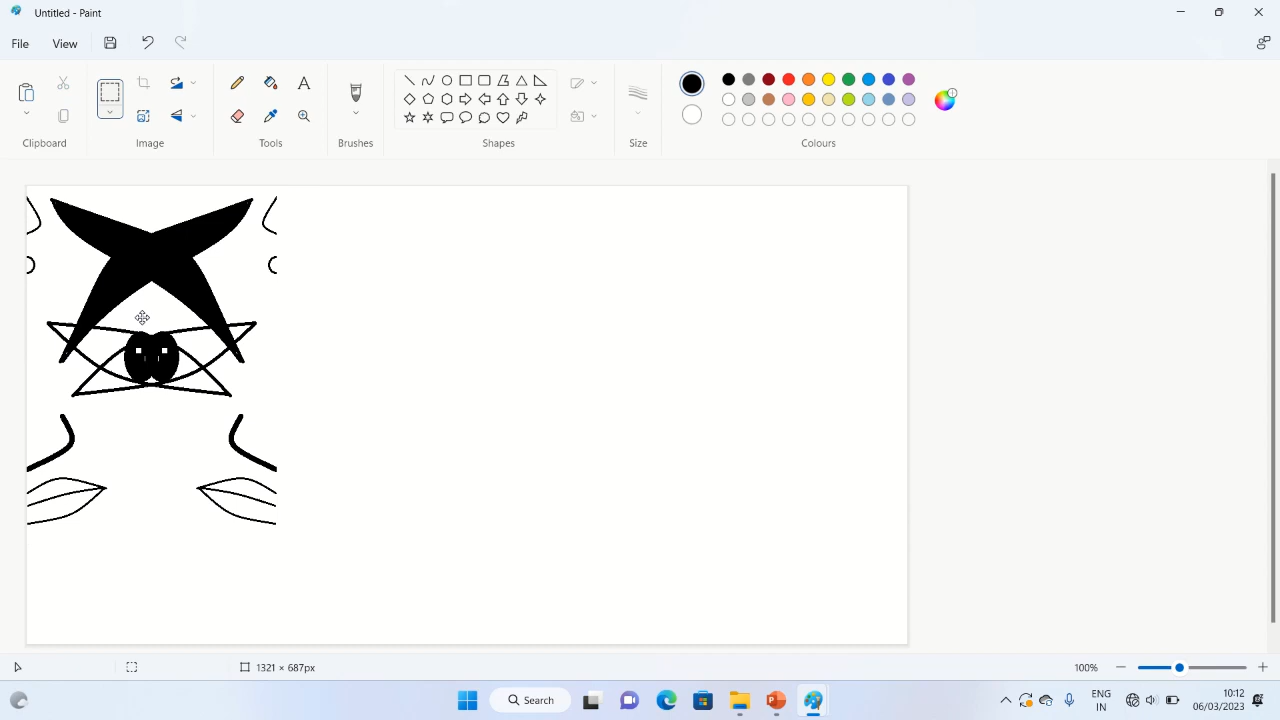 Untitled - Paint
File View
Clipboard Image Tools Brushes Shapes Size Colours
1321 × 687px 100%
Search ENG 10:12
IN 06/03/2023